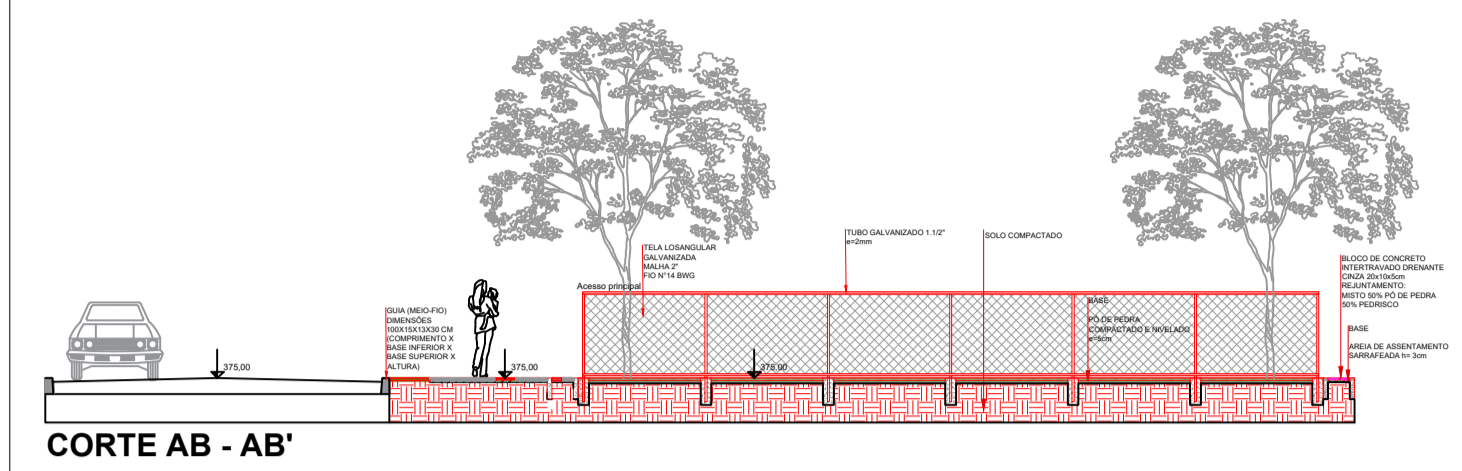 TELA LOSANGULAR
GALVANIZADA
MALHA 2"
FIO N°14 BWG
TUBO GALVANIZADO 1.1/2"
e=2mm
SOLO COMPACTADO
BLOCO DE CONCRETO
INTERTRAVADO DRENANTE
CINZA 20x10x5cm
REJUNTAMENTO:
MISTO 50% PÓ DE PEDRA
50% PEDRISCO
Acesso principal
GUIA (MEIO-FIO)
DIMENSÕES
100X15X13X30 CM
(COMPRIMENTO X
BASE INFERIOR X
BASE SUPERIOR X
ALTURA)
BASE
PÓ DE PEDRA
COMPACTADO E NIVELADO
e=5cm
BASE
AREIA DE ASSENTAMENTO
SARRAFEADA h= 3cm
375,00
375,00
375,00
CORTE AB - AB'